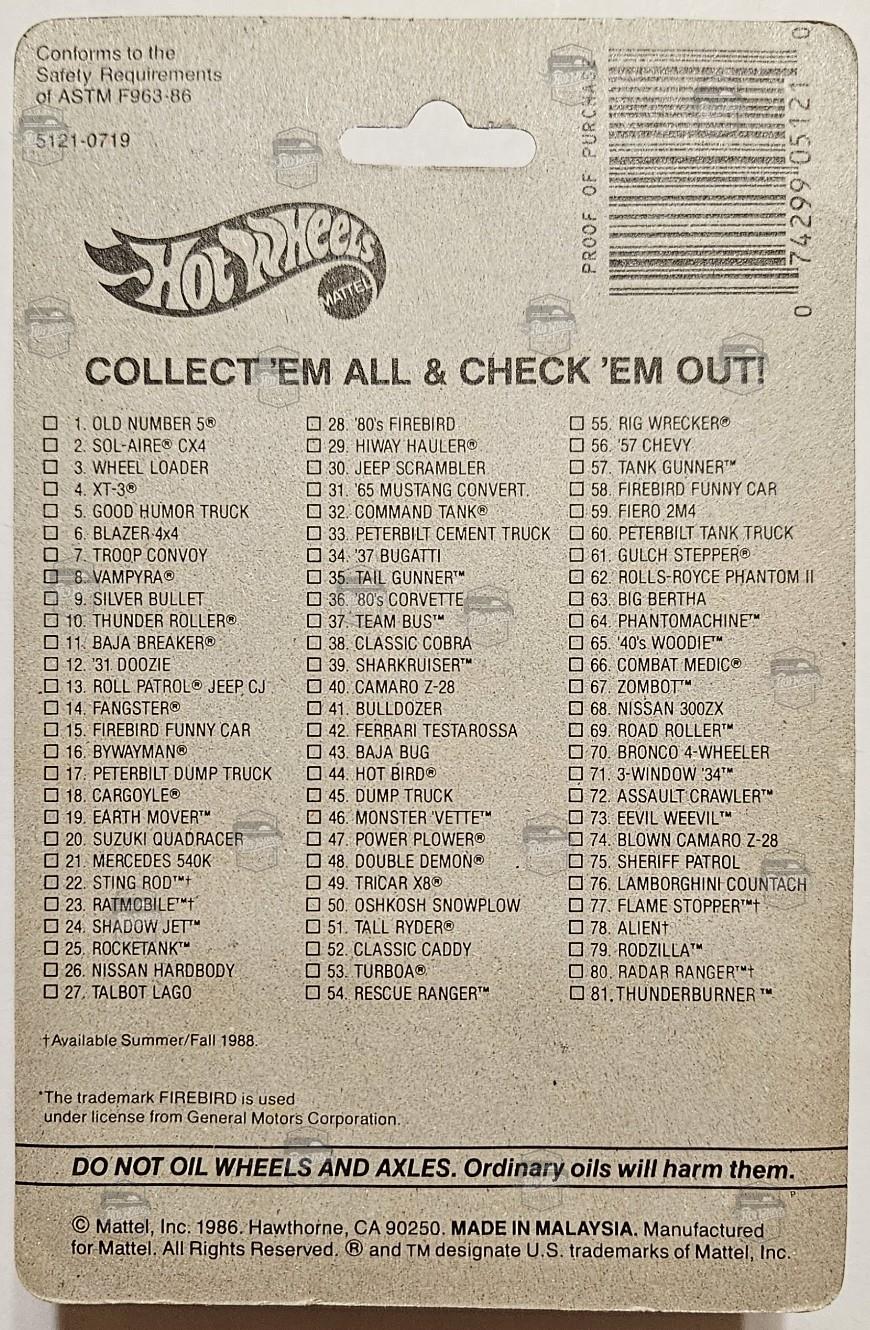 Conforms to the
Safety Requirements
of ASTM F963-86
5121-0719
PROOF OF PURCHASE
0 74299 05121 0
Hot Wheels
MATTEL
COLLECT 'EM ALL & CHECK 'EM OUT!
1. OLD NUMBER 5®
2. SOL-AIRE® CX4
3. WHEEL LOADER
4. XT-3®
5. GOOD HUMOR TRUCK
6. BLAZER 4x4
7. TROOP CONVOY
8. VAMPYRA®
9. SILVER BULLET
10. THUNDER ROLLER®
11. BAJA BREAKER®
12. '31 DOOZIE
13. ROLL PATROL® JEEP CJ
14. FANGSTER®
15. FIREBIRD FUNNY CAR
16. BYWAYMAN®
17. PETERBILT DUMP TRUCK
18. CARGOYLE®
19. EARTH MOVER™
20. SUZUKI QUADRACER
21. MERCEDES 540K
22. STING ROD™†
23. RATMOBILE™†
24. SHADOW JET™
25. ROCKETANK™
26. NISSAN HARDBODY
27. TALBOT LAGO
28. '80's FIREBIRD
29. HIWAY HAULER®
30. JEEP SCRAMBLER
31. '65 MUSTANG CONVERT.
32. COMMAND TANK®
33. PETERBILT CEMENT TRUCK
34. '37 BUGATTI
35. TAIL GUNNER™
36. '80's CORVETTE
37. TEAM BUS™
38. CLASSIC COBRA
39. SHARKRUISER™
40. CAMARO Z-28
41. BULLDOZER
42. FERRARI TESTAROSSA
43. BAJA BUG
44. HOT BIRD®
45. DUMP TRUCK
46. MONSTER 'VETTE™
47. POWER PLOWER®
48. DOUBLE DEMON®
49. TRICAR X8®
50. OSHKOSH SNOWPLOW
51. TALL RYDER®
52. CLASSIC CADDY
53. TURBOA®
54. RESCUE RANGER™
55. RIG WRECKER®
56. '57 CHEVY
57. TANK GUNNER™
58. FIREBIRD FUNNY CAR
59. FIERO 2M4
60. PETERBILT TANK TRUCK
61. GULCH STEPPER®
62. ROLLS-ROYCE PHANTOM II
63. BIG BERTHA
64. PHANTOMACHINE™
65. '40's WOODIE™
66. COMBAT MEDIC®
67. ZOMBOT™
68. NISSAN 300ZX
69. ROAD ROLLER™
70. BRONCO 4-WHEELER
71. 3-WINDOW '34™
72. ASSAULT CRAWLER™
73. EEVIL WEEVIL™
74. BLOWN CAMARO Z-28
75. SHERIFF PATROL
76. LAMBORGHINI COUNTACH
77. FLAME STOPPER™†
78. ALIEN†
79. RODZILLA™
80. RADAR RANGER™†
81. THUNDERBURNER™
†Available Summer/Fall 1988.
*The trademark FIREBIRD is used
under license from General Motors Corporation.
DO NOT OIL WHEELS AND AXLES. Ordinary oils will harm them.
© Mattel, Inc. 1986. Hawthorne, CA 90250. MADE IN MALAYSIA. Manufactured
for Mattel. All Rights Reserved. ® and TM designate U.S. trademarks of Mattel, Inc.